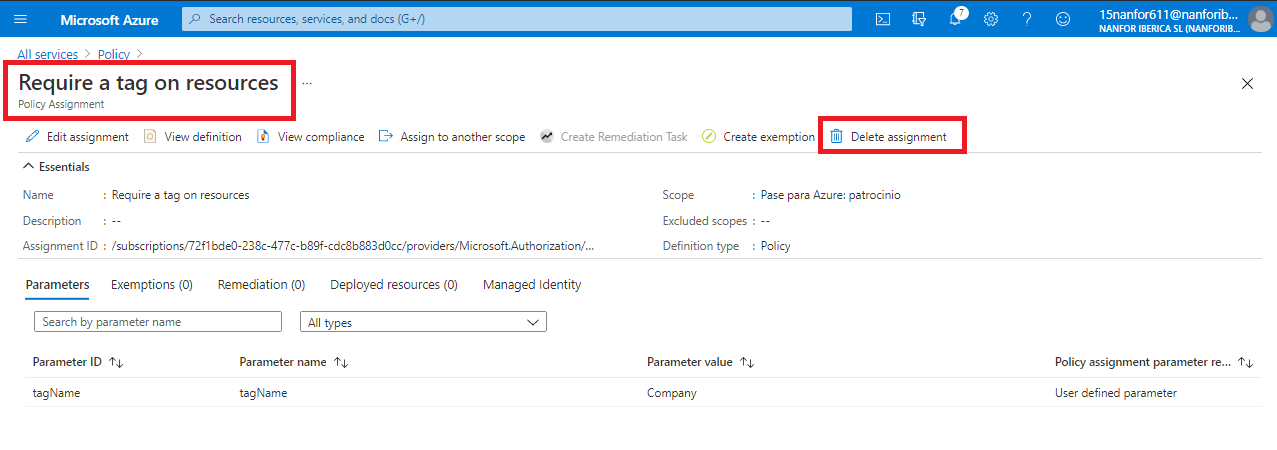 Microsoft Azure
Search resources, services, and docs (G+/)
7
15nanfor611@nanforib...
NANFOR IBERICA SL (NANFORIB...
All services > Policy >
Require a tag on resources ...
Policy Assignment
Edit assignment View definition View compliance Assign to another scope Create Remediation Task Create exemption Delete assignment
Essentials
Name : Require a tag on resources Scope : Pase para Azure: patrocinio
Description : -- Excluded scopes : --
Assignment ID : /subscriptions/72f1bde0-238c-477c-b89f-cdc8b883d0cc/providers/Microsoft.Authorization/... Definition type : Policy
Parameters Exemptions (0) Remediation (0) Deployed resources (0) Managed Identity
Search by parameter name All types
Parameter ID Parameter name Parameter value Policy assignment parameter re...
tagName tagName Company User defined parameter